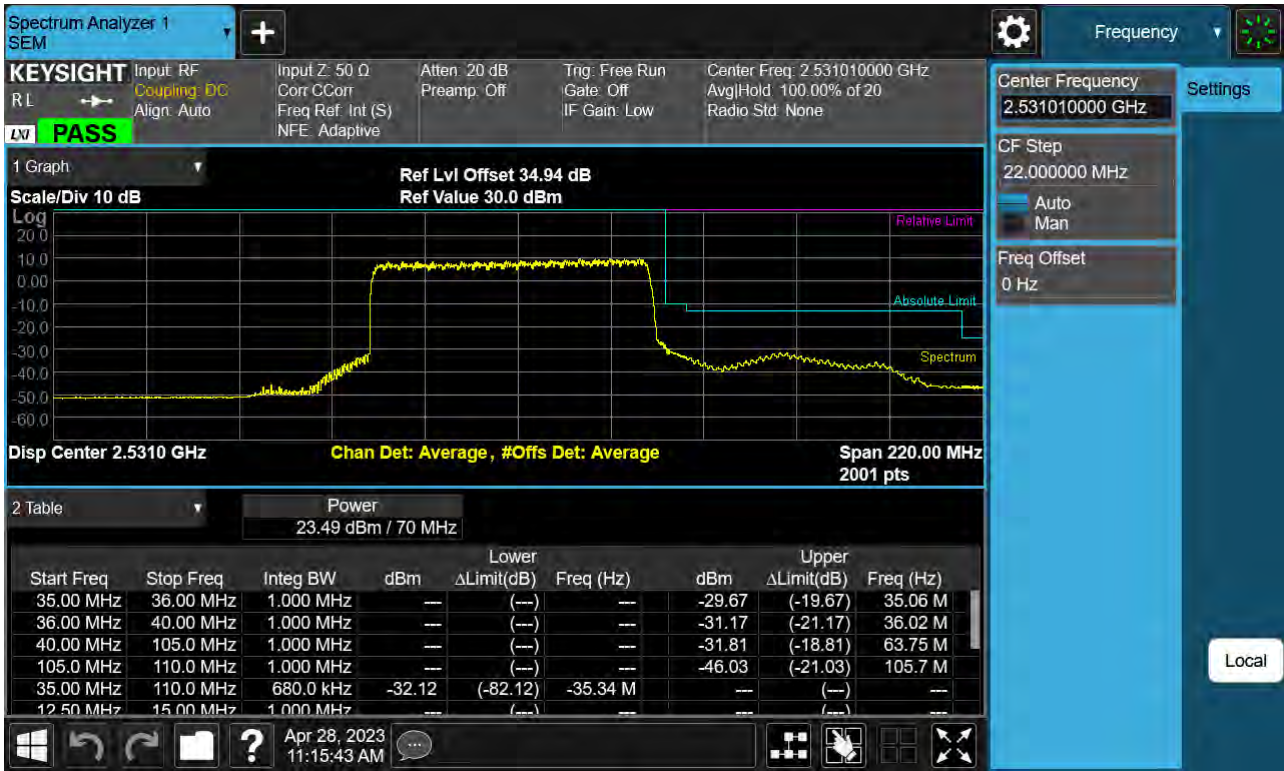 Spectrum Analyzer 1
SEM
+
Frequency
KEYSIGHT
RL
LXI PASS
Input: RF
Coupling: DC
Align: Auto
Input Z: 50 Ω
Corr CCorr
Freq Ref: Int (S)
NFE: Adaptive
Atten: 20 dB
Preamp: Off
Trig: Free Run
Gate: Off
IF Gain: Low
Center Freq: 2.531010000 GHz
Avg|Hold: 100.00% of 20
Radio Std: None
Center Frequency
2.531010000 GHz
Settings
CF Step
22.000000 MHz
Auto
Man
Freq Offset
0 Hz
Local
1 Graph
Scale/Div 10 dB
Ref Lvl Offset 34.94 dB
Ref Value 30.0 dBm
Log
20.0
10.0
0.00
-10.0
-20.0
-30.0
-40.0
-50.0
-60.0
Relative Limit
Absolute Limit
Spectrum
Disp Center 2.5310 GHz
Chan Det: Average, #Offs Det: Average
Span 220.00 MHz
2001 pts
2 Table
Power
23.49 dBm / 70 MHz
Lower Upper
Start Freq Stop Freq Integ BW dBm ΔLimit(dB) Freq (Hz) dBm ΔLimit(dB) Freq (Hz)
35.00 MHz 36.00 MHz 1.000 MHz --- (---) --- -29.67 (-19.67) 35.06 M
36.00 MHz 40.00 MHz 1.000 MHz --- (---) --- -31.17 (-21.17) 36.02 M
40.00 MHz 105.0 MHz 1.000 MHz --- (---) --- -31.81 (-18.81) 63.75 M
105.0 MHz 110.0 MHz 1.000 MHz --- (---) --- -46.03 (-21.03) 105.7 M
35.00 MHz 110.0 MHz 680.0 kHz -32.12 (-82.12) -35.34 M --- (---) ---
12.50 MHz 15.00 MHz 1.000 MHz --- (---) --- --- (---) ---
?
Apr 28, 2023
11:15:43 AM